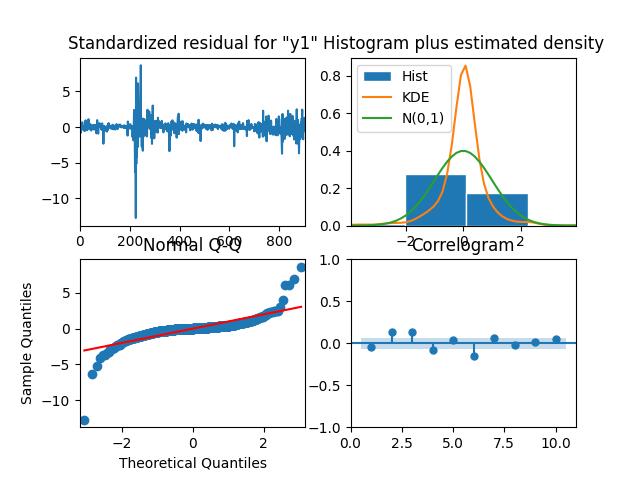 Standardized residual for "y1" Histogram plus estimated density
5
0
−5
−10
0 200 400 600 800
Hist
KDE
N(0,1)
0.8
0.6
0.4
0.2
0.0
−2 0 2
Normal Q-Q
Sample Quantiles
5
0
−5
−10
−2 0 2
Theoretical Quantiles
Correlogram
1.0
0.5
0.0
−0.5
−1.0
0.0 2.5 5.0 7.5 10.0